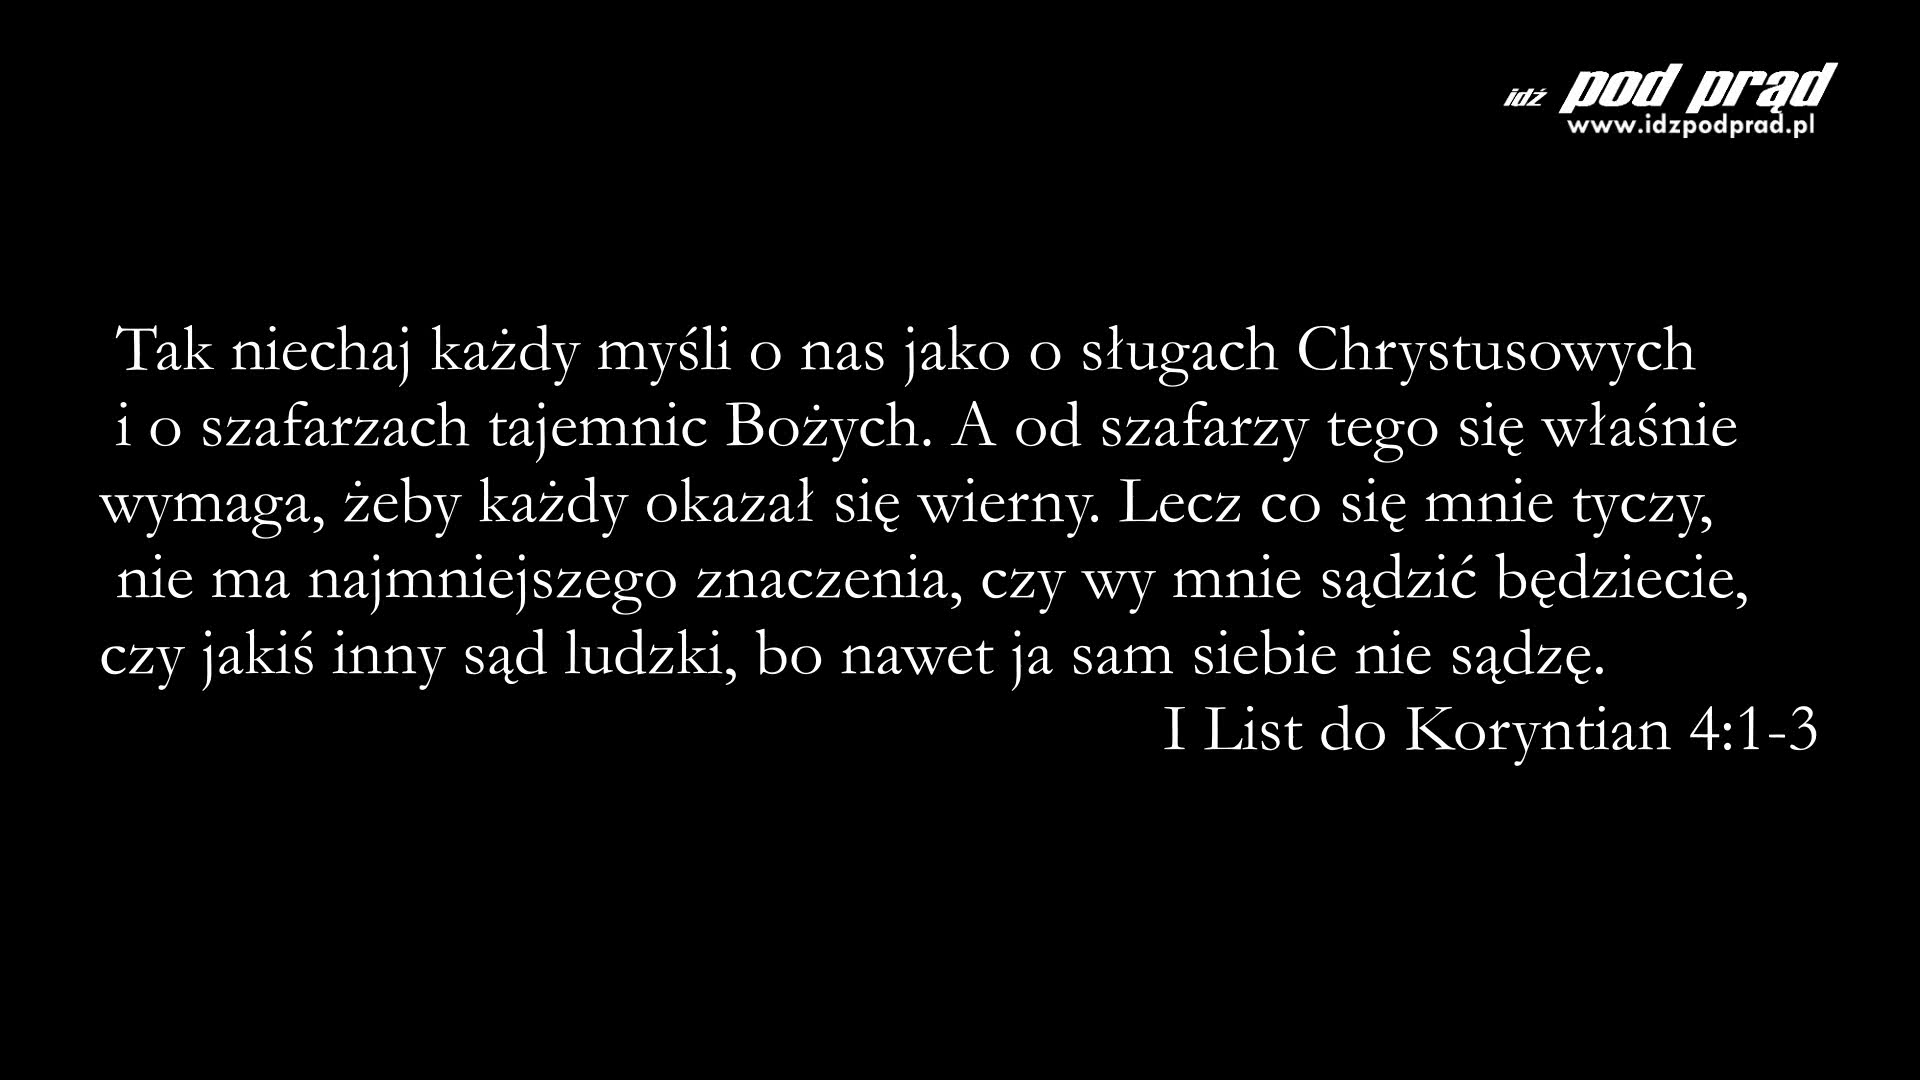 idź pod prąd
www.idzpodprad.pl
Tak niechaj każdy myśli o nas jako o sługach Chrystusowych
i o szafarzach tajemnic Bożych. A od szafarzy tego się właśnie
wymaga, żeby każdy okazał się wierny. Lecz co się mnie tyczy,
nie ma najmniejszego znaczenia, czy wy mnie sądzić będziecie,
czy jakiś inny sąd ludzki, bo nawet ja sam siebie nie sądzę.
I List do Koryntian 4:1-3